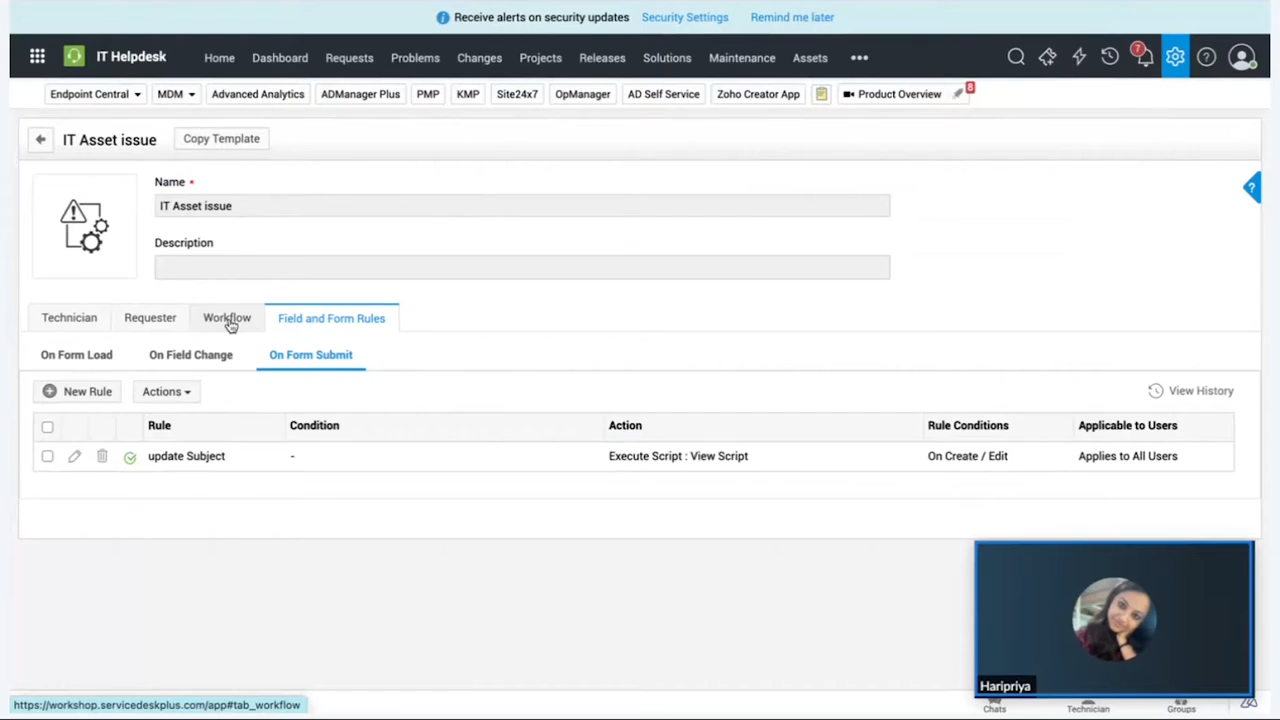 Receive alerts on security updates Security Settings Remind me later
IT Helpdesk Home Dashboard Requests Problems Changes Projects Releases Solutions Maintenance Assets ••• 7
Endpoint Central MDM Advanced Analytics ADManager Plus PMP KMP Site24x7 OpManager AD Self Service Zoho Creator App Product Overview 8
IT Asset issue Copy Template
Name *
IT Asset issue
Description
Technician Requester Workflow Field and Form Rules
On Form Load On Field Change On Form Submit
New Rule Actions View History
Rule Condition Action Rule Conditions Applicable to Users
update Subject - Execute Script : View Script On Create / Edit Applies to All Users
Haripriya
https://workshop.servicedeskplus.com/app#tab_workflow
Chats Technician Groups